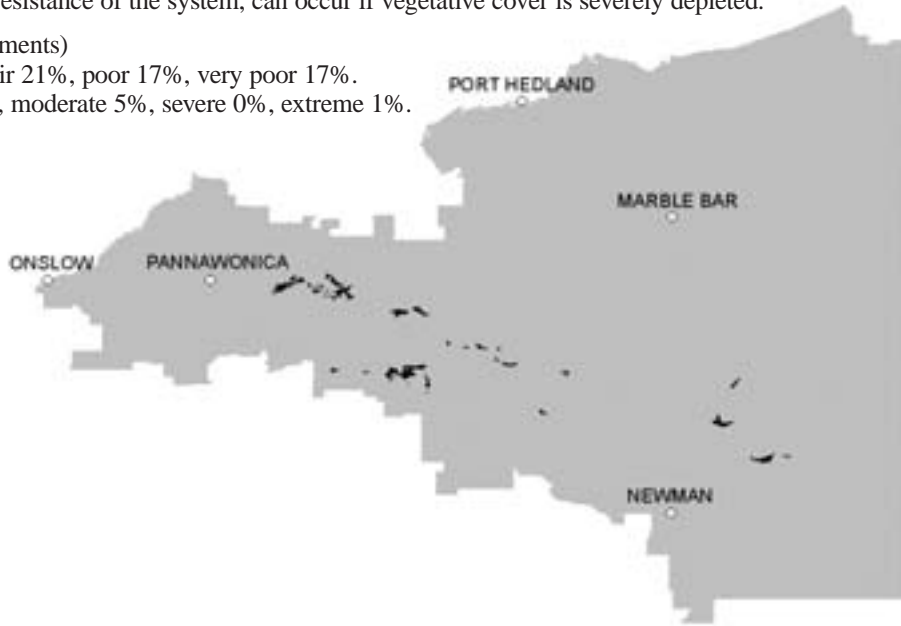 esistance of the system, can occur if vegetative cover is severely depleted.
ments)
ir 21%, poor 17%, very poor 17%.
, moderate 5%, severe 0%, extreme 1%.
PORT HEDLAND
MARBLE BAR
ONSLOW
PANNAWONICA
NEWMAN